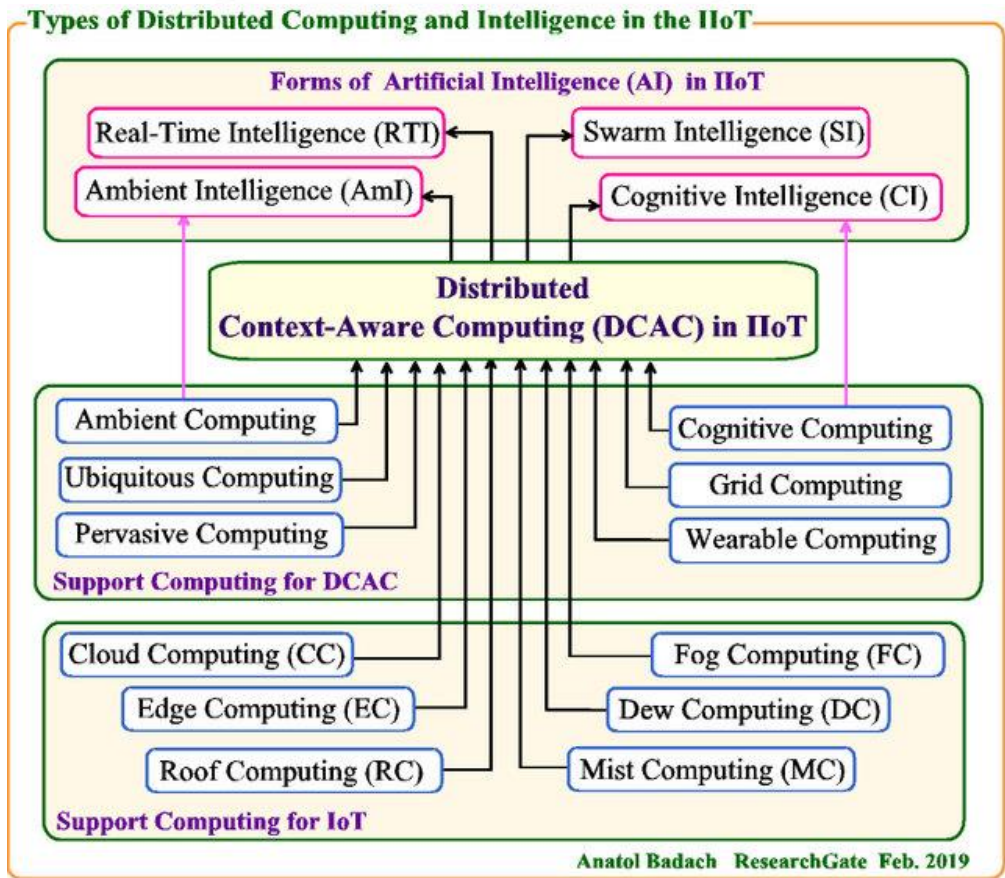 Types of Distributed Computing and Intelligence in the IIoT
Forms of Artificial Intelligence (AI) in IIoT
Real-Time Intelligence (RTI)
Swarm Intelligence (SI)
Ambient Intelligence (AmI)
Cognitive Intelligence (CI)
Distributed
Context-Aware Computing (DCAC) in IIoT
Ambient Computing
Cognitive Computing
Ubiquitous Computing
Grid Computing
Pervasive Computing
Wearable Computing
Support Computing for DCAC
Cloud Computing (CC)
Fog Computing (FC)
Edge Computing (EC)
Dew Computing (DC)
Roof Computing (RC)
Mist Computing (MC)
Support Computing for IoT
Anatol Badach ResearchGate Feb. 2019